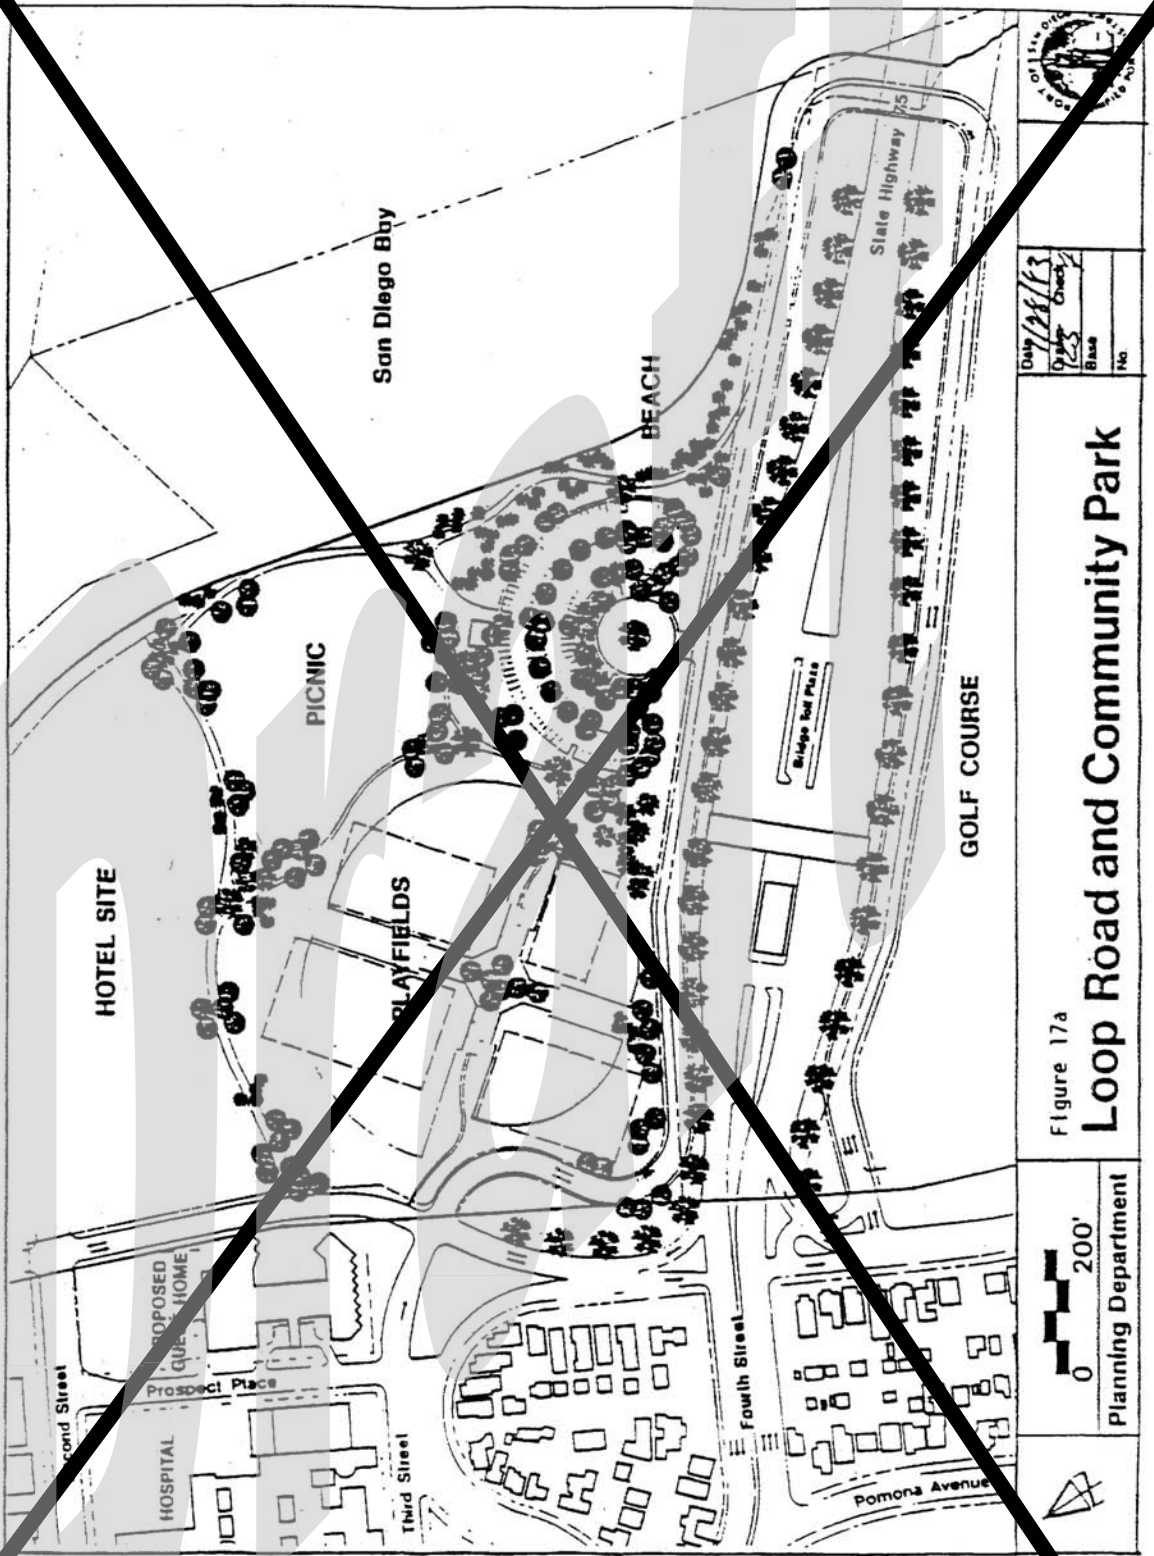 San Diego Bay
BEACH
State Highway 75
PICNIC
HOTEL SITE
PLAYFIELDS
Bridge Toll Plaza
GOLF COURSE
PROPOSED
HOME
Prospect Place
HOSPITAL
Third Street
Fourth Street
Pomona Avenue
Street
Figure 17a
Loop Road and Community Park
0 200'
Planning Department
Date
Check
Base
No.